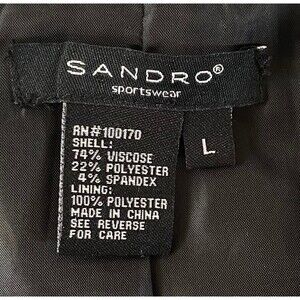 SANDRO®
sportswear
L
RN#100170
SHELL:
74% VISCOSE
22% POLYESTER
4% SPANDEX
LINING:
100% POLYESTER
MADE IN CHINA
SEE REVERSE
FOR CARE